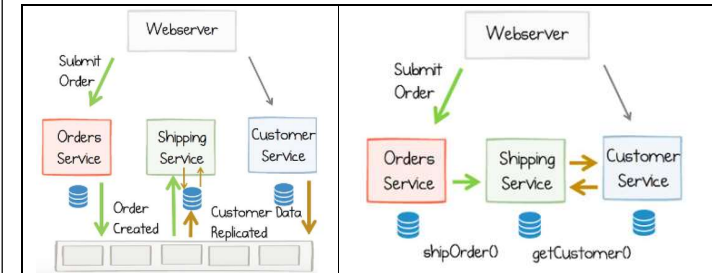 Webserver
Submit
Order
Orders
Service
Shipping
Service
Customer
Service
Order
Created
Customer Data
Replicated
Webserver
Submit
Order
Orders
Service
Shipping
Service
Customer
Service
shipOrder()
getCustomer()